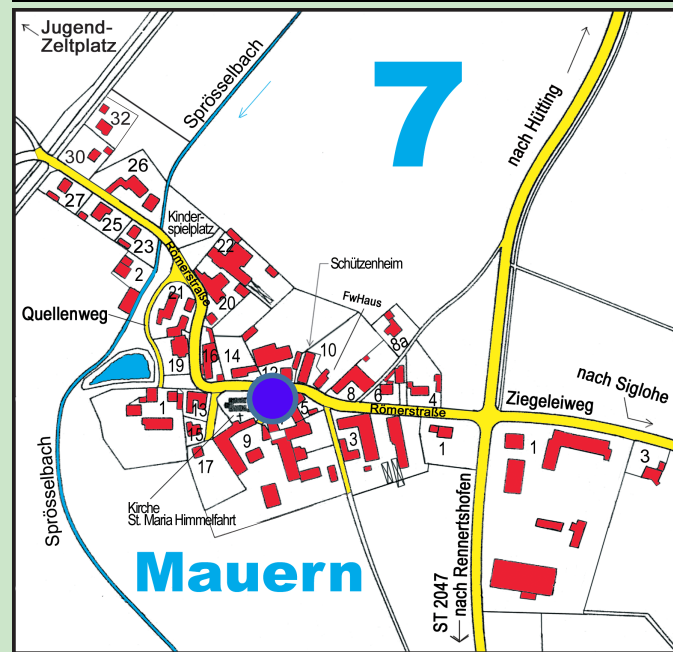 Jugend-
Zeltplatz
Sprösselbach
7
nach Hütting
32
30
26
27
25
23
Kinder-
spielplatz
22
2
Römerstraße
Schützenheim
21
20
FwHaus
Quellenweg
8a
19
16
14
12
10
8
6
4
nach Siglohe
Ziegeleiweg
Römerstraße
1
13
5
15
9
3
1
1
3
17
Kirche
St. Maria Himmelfahrt
Sprösselbach
Mauern
ST 2047
nach Rennertshofen